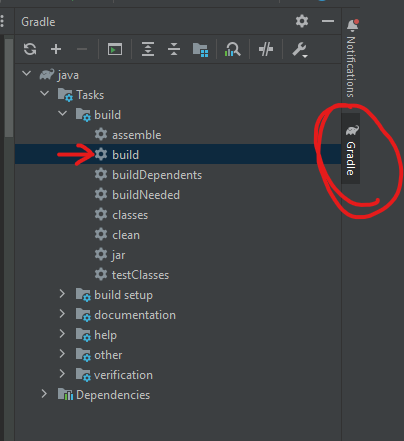 Gradle
Notifications
Gradle
java
Tasks
build
assemble
build
buildDependents
buildNeeded
classes
clean
jar
testClasses
build setup
documentation
help
other
verification
Dependencies